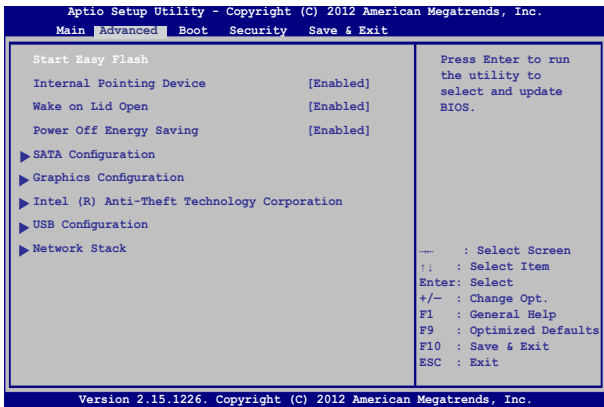 Aptio Setup Utility - Copyright (C) 2012 American Megatrends, Inc.
Main Advanced Boot Security Save & Exit
Start Easy Flash
Internal Pointing Device [Enabled]
Wake on Lid Open [Enabled]
Power Off Energy Saving [Enabled]
SATA Configuration
Graphics Configuration
Intel (R) Anti-Theft Technology Corporation
USB Configuration
Network Stack
Press Enter to run
the utility to
select and update
BIOS.
→← : Select Screen
↑↓ : Select Item
Enter: Select
+/— : Change Opt.
F1 : General Help
F9 : Optimized Defaults
F10 : Save & Exit
ESC : Exit
Version 2.15.1226. Copyright (C) 2012 American Megatrends, Inc.